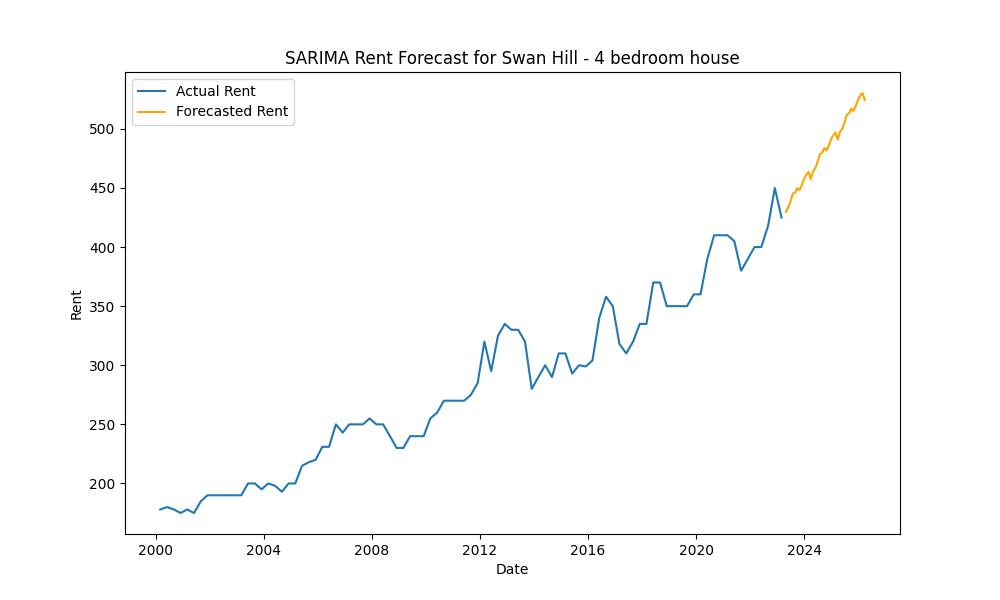 SARIMA Rent Forecast for Swan Hill - 4 bedroom house
Actual Rent
Forecasted Rent
500
450
400
350
300
250
200
Rent
2000 2004 2008 2012 2016 2020 2024
Date